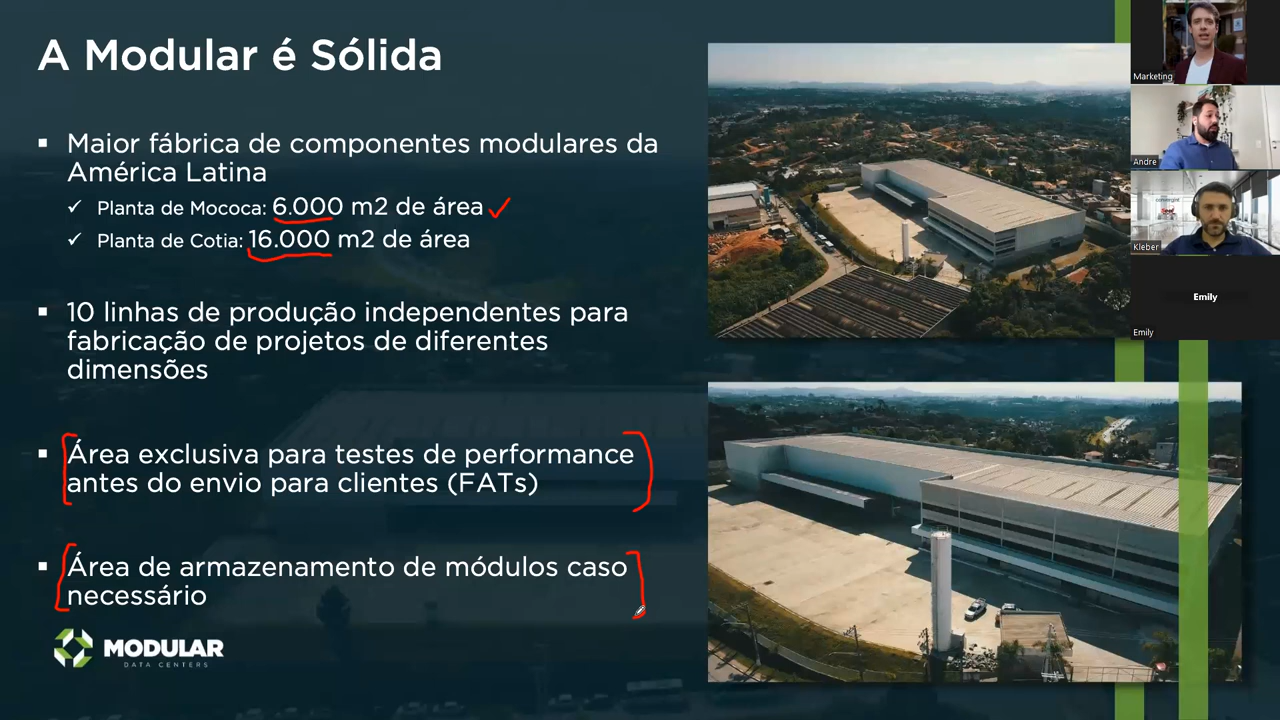 A Modular é Sólida
Maior fábrica de componentes modulares da
América Latina
Planta de Mococa: 6.000 m2 de área
Planta de Cotia: 16.000 m2 de área
10 linhas de produção independentes para
fabricação de projetos de diferentes
dimensões
Área exclusiva para testes de performance
antes do envio para clientes (FATs)
Área de armazenamento de módulos caso
necessário
MODULAR
DATA CENTERS
Marketing
Andre
Kleber
Emily
Emily